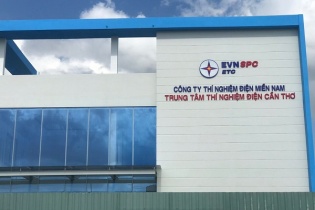 EVNSPC
ETC
CÔNG TY THÍ NGHIỆM ĐIỆN MIỀN NAM
TRUNG TÂM THÍ NGHIỆM ĐIỆN CẦN THƠ